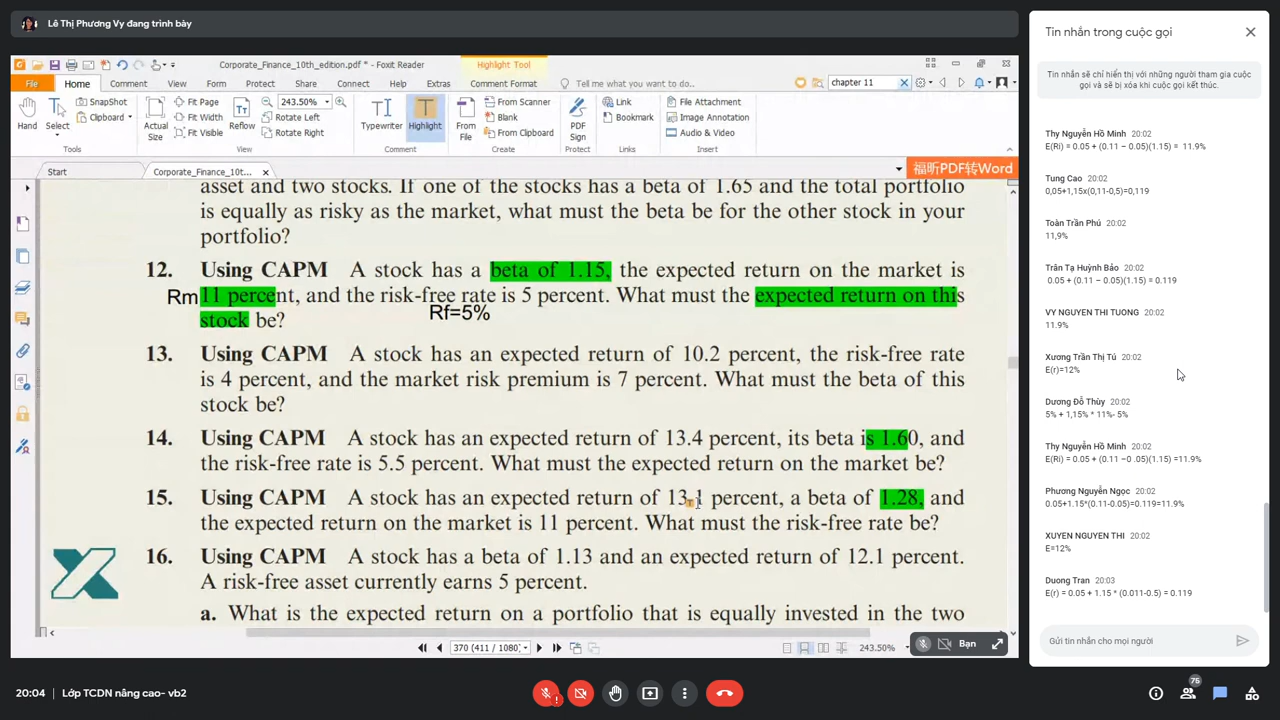 Lê Thị Phương Vy đang trình bày
Corporate_Finance_10th_edition.pdf * - Foxit Reader
Highlight Tool
File
Home
Comment
View
Form
Protect
Share
Connect
Help
Extras
Comment Format
Tell me what you want to do...
chapter 11
Hand
Select
SnapShot
Clipboard
Tools
Actual Size
Fit Page
Fit Width
Fit Visible
Reflow
243.50%
Rotate Left
Rotate Right
View
Typewriter
Highlight
Comment
From File
From Scanner
Blank
From Clipboard
Create
PDF Sign
Protect
Link
Bookmark
Links
File Attachment
Image Annotation
Audio & Video
Insert
Start
Corporate_Finance_10th...
福昕PDF转Word
asset and two stocks. If one of the stocks has a beta of 1.65 and the total portfolio
is equally as risky as the market, what must the beta be for the other stock in your
portfolio?
12. Using CAPM A stock has a beta of 1.15, the expected return on the market is
Rm 11 percent, and the risk-free rate is 5 percent. What must the expected return on this
Rf=5%
stock be?
13. Using CAPM A stock has an expected return of 10.2 percent, the risk-free rate
is 4 percent, and the market risk premium is 7 percent. What must the beta of this
stock be?
14. Using CAPM A stock has an expected return of 13.4 percent, its beta is 1.60, and
the risk-free rate is 5.5 percent. What must the expected return on the market be?
15. Using CAPM A stock has an expected return of 13.1 percent, a beta of 1.28, and
the expected return on the market is 11 percent. What must the risk-free rate be?
16. Using CAPM A stock has a beta of 1.13 and an expected return of 12.1 percent.
A risk-free asset currently earns 5 percent.
a. What is the expected return on a portfolio that is equally invested in the two
370 (411 / 1080)
243.50%
Bạn
Tin nhắn trong cuộc gọi
Tin nhắn sẽ chỉ hiển thị với những người tham gia cuộc
gọi và sẽ bị xóa khi cuộc gọi kết thúc.
Thy Nguyễn Hồ Minh 20:02
E(Ri) = 0.05 + (0.11 – 0.05)(1.15) = 11.9%
Tung Cao 20:02
0,05+1,15x(0,11-0,5)=0,119
Toàn Trần Phú 20:02
11,9%
Trân Tạ Huỳnh Bảo 20:02
0.05 + (0.11 – 0.05)(1.15) = 0.119
VY NGUYEN THI TUONG 20:02
11.9%
Xương Trần Thị Tú 20:02
E(r)=12%
Dương Đỗ Thùy 20:02
5% + 1,15% * 11%- 5%
Thy Nguyễn Hồ Minh 20:02
E(Ri) = 0.05 + (0.11 –0 .05)(1.15) =11.9%
Phương Nguyễn Ngọc 20:02
0.05+1.15*(0.11-0.05)=0.119=11.9%
XUYEN NGUYEN THI 20:02
E=12%
Duong Tran 20:03
E(r) = 0.05 + 1.15 * (0.011-0.5) = 0.119
Gửi tin nhắn cho mọi người
20:04 | Lớp TCDN nâng cao- vb2
75